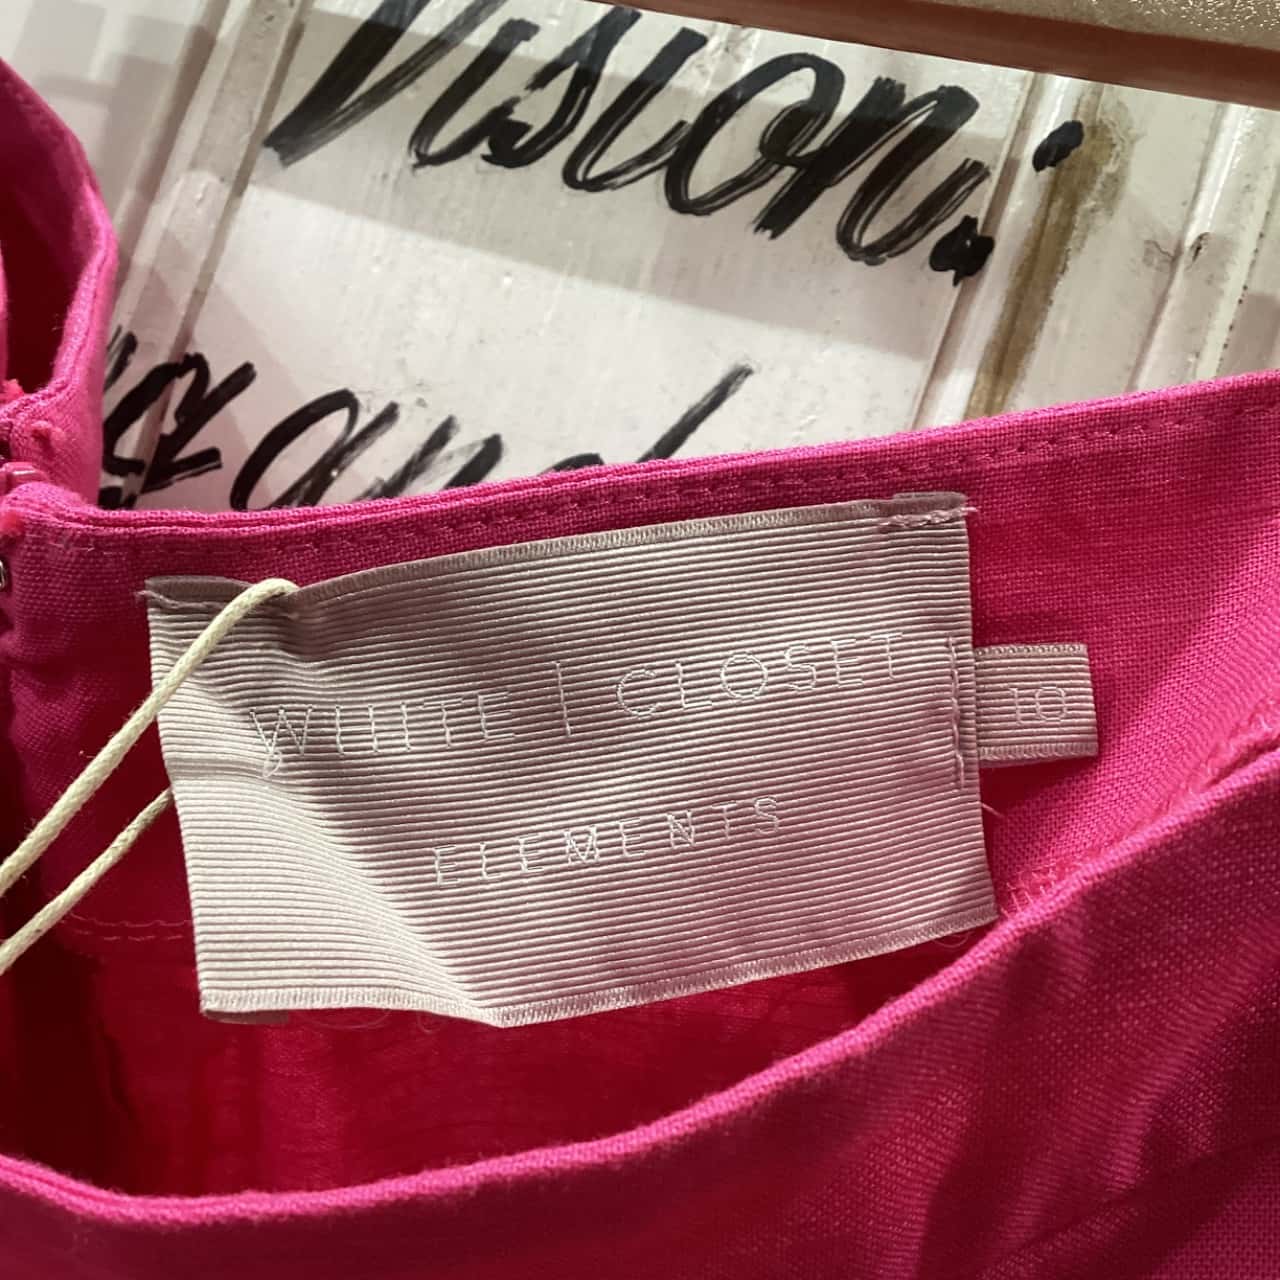 Vision:
WHITE | CLOSET
10
ELEMENTS